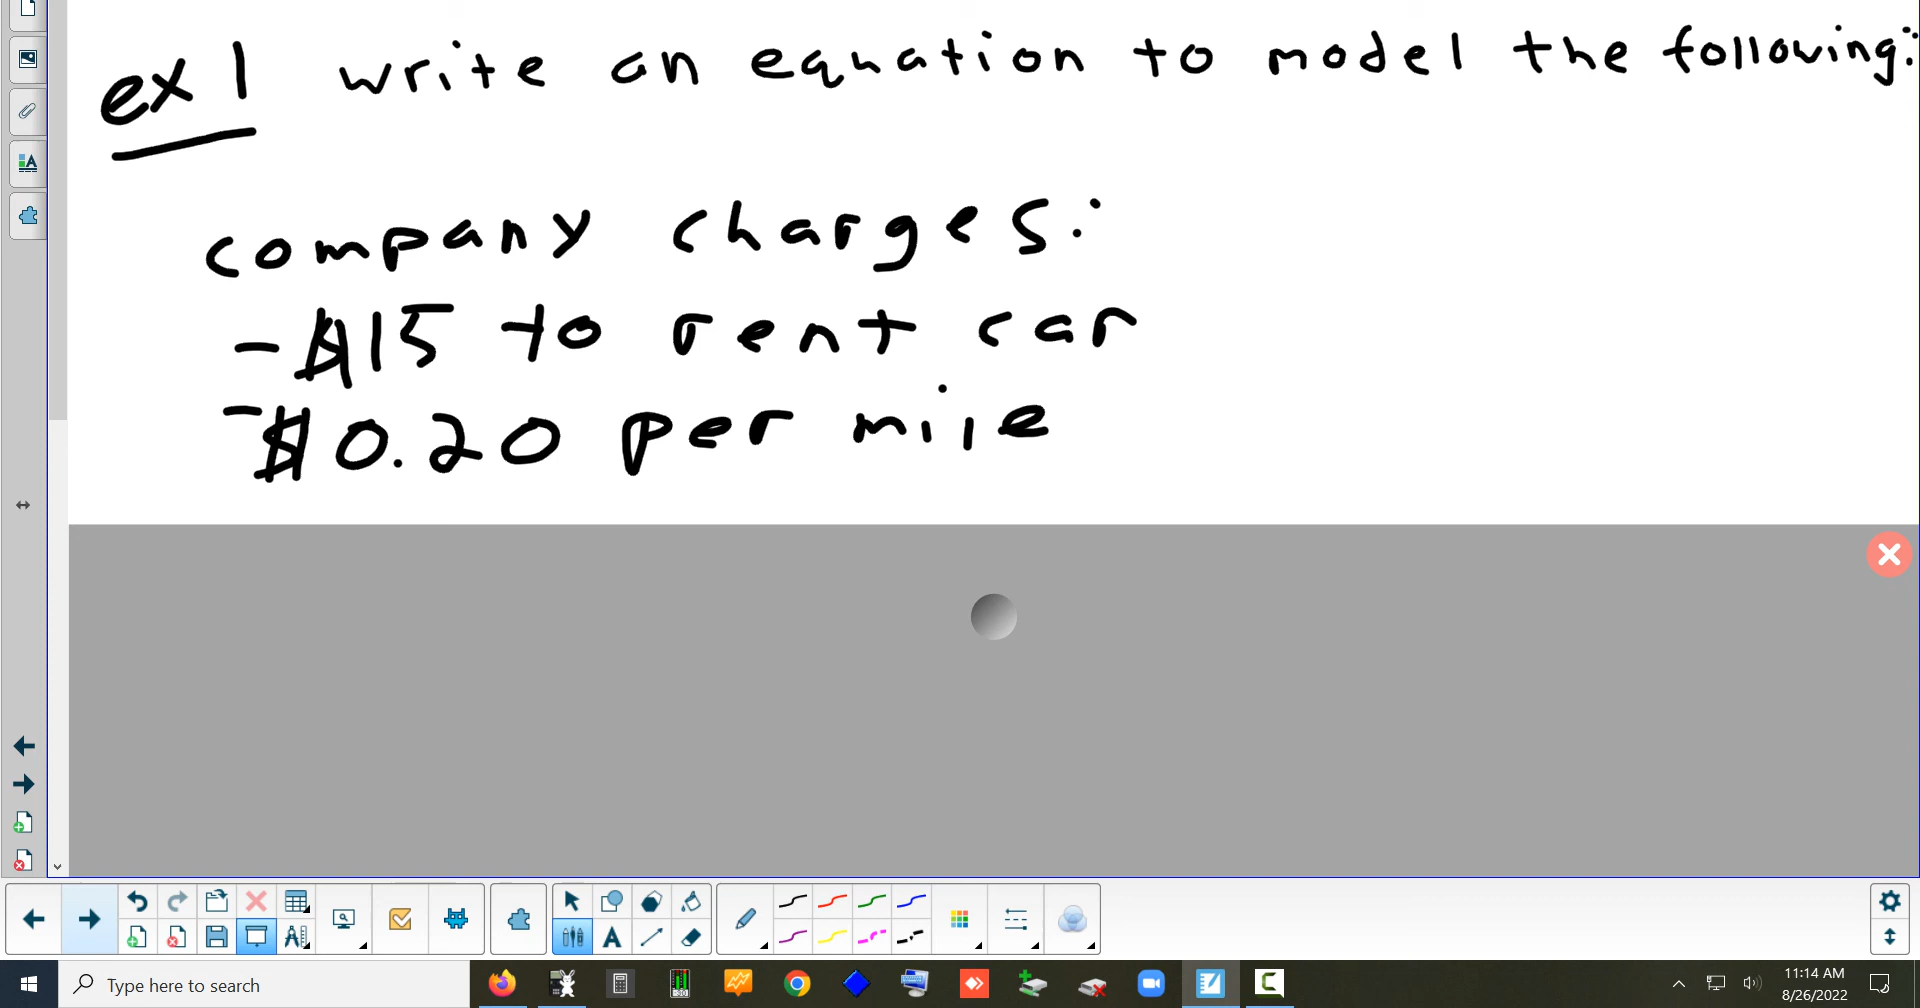 ex 1 write an equation to model the following:
company charges:
-$15 to rent car
-$0.20 per mile
Type here to search
11:14 AM
8/26/2022